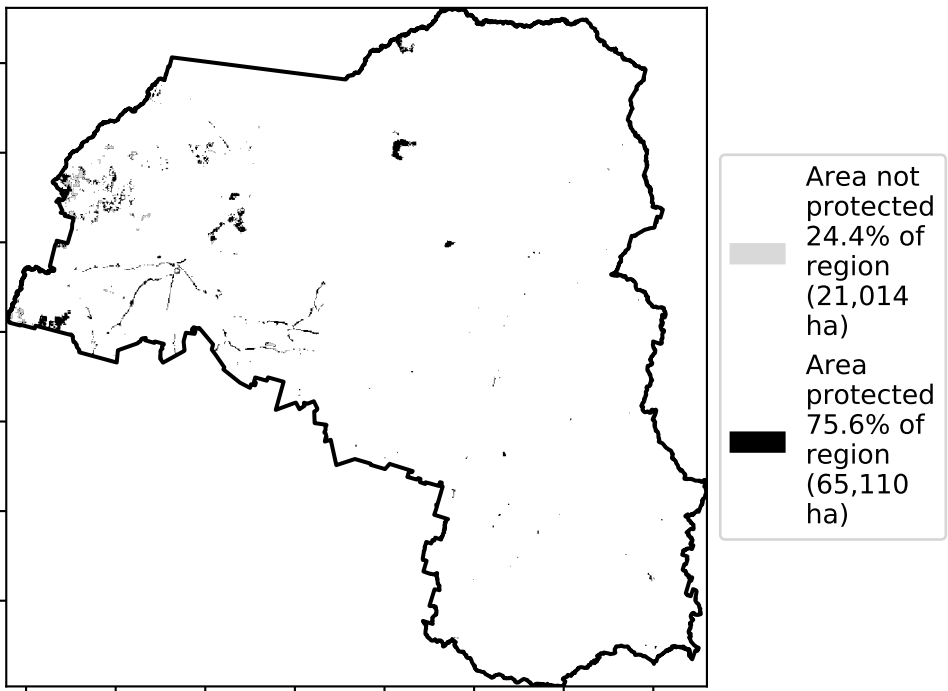 Area not
protected
24.4% of
region
(21,014
ha)
Area
protected
75.6% of
region
(65,110
ha)